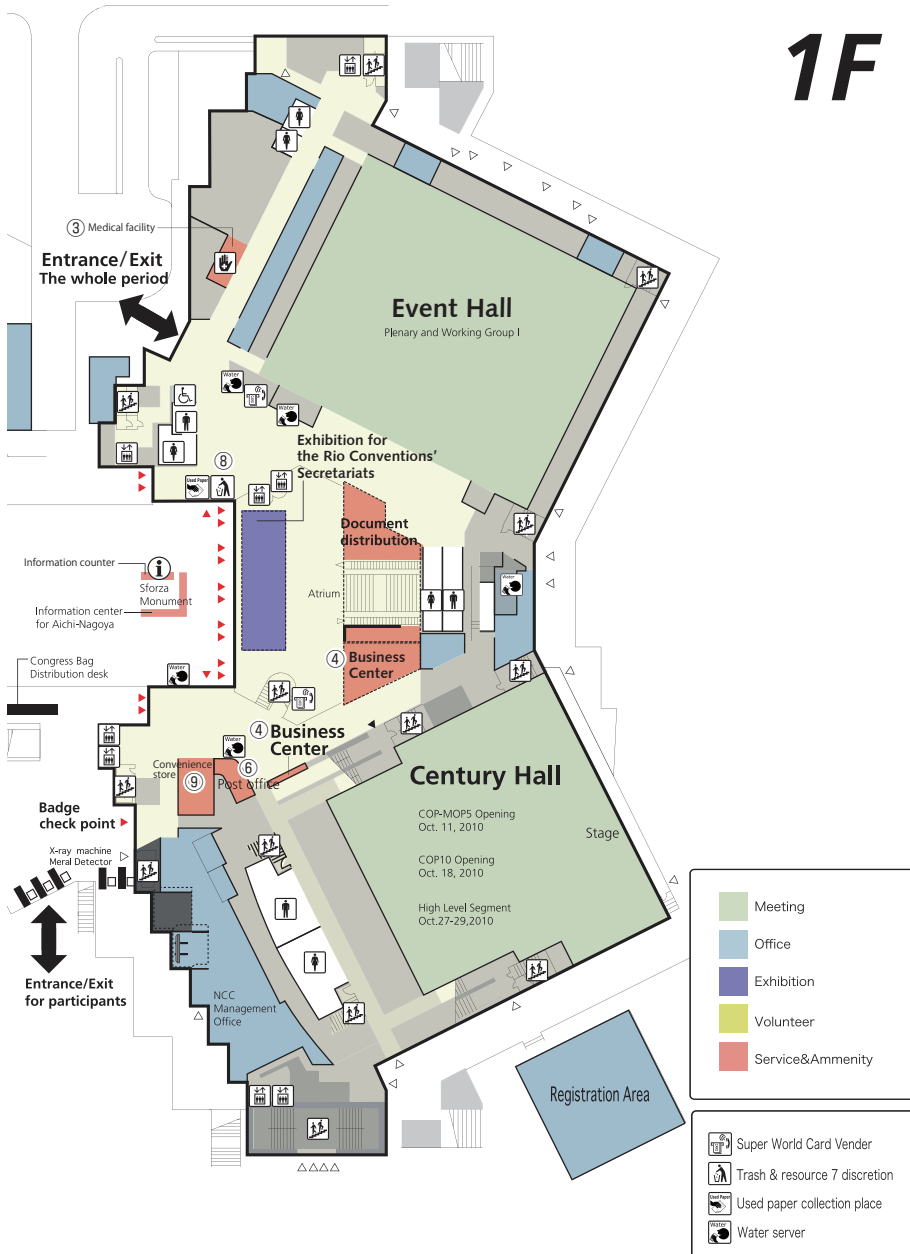 1F
③ Medical facility
Entrance/Exit
The whole period
Event Hall
Plenary and Working Group I
Water
Water
Exhibition for
the Rio Conventions'
Secretariats
⑧
Used Paper
Document
distribution
Information counter
i
Sforza
Monument
Information center
for Aichi-Nagoya
Atrium
Water
④ Business
Center
Congress Bag
Distribution desk
Water
④ Business
Center
Water
Convenience
store
⑨
⑥
Post office
Century Hall
COP-MOP5 Opening
Oct. 11, 2010
COP10 Opening
Oct. 18, 2010
High Level Segment
Oct.27-29,2010
Stage
Badge
check point
X-ray machine
Meral Detector
Entrance/Exit
for participants
NCC
Management
Office
Registration Area
Meeting
Office
Exhibition
Volunteer
Service&Ammenity
Super World Card Vender
Trash & resource 7 discretion
Used Paper
Used paper collection place
Water
Water server